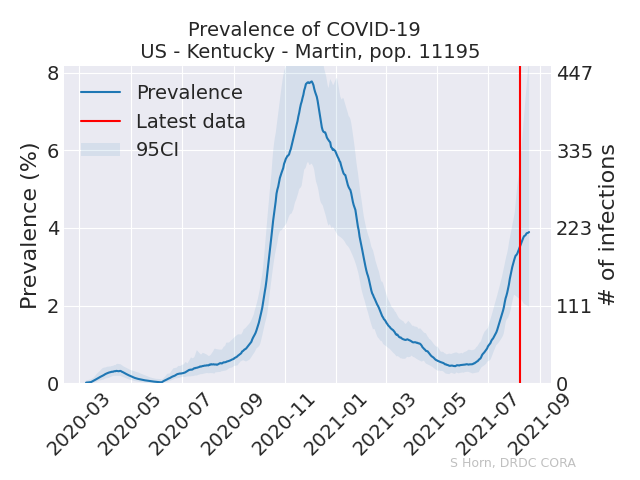 Prevalence of COVID-19
US - Kentucky - Martin, pop. 11195
Prevalence (%)
8
6
4
2
0
Prevalence
Latest data
95CI
447
335
223
111
0
# of infections
2020-03
2020-05
2020-07
2020-09
2020-11
2021-01
2021-03
2021-05
2021-07
2021-09
S Horn, DRDC CORA